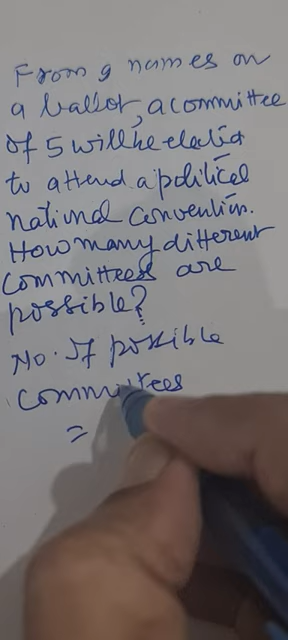 From 9 names on
a ballot, a committee
of 5 will be elected
to attend a political
national convention.
How many different
committees are
possible?
No. of possible
committees
=